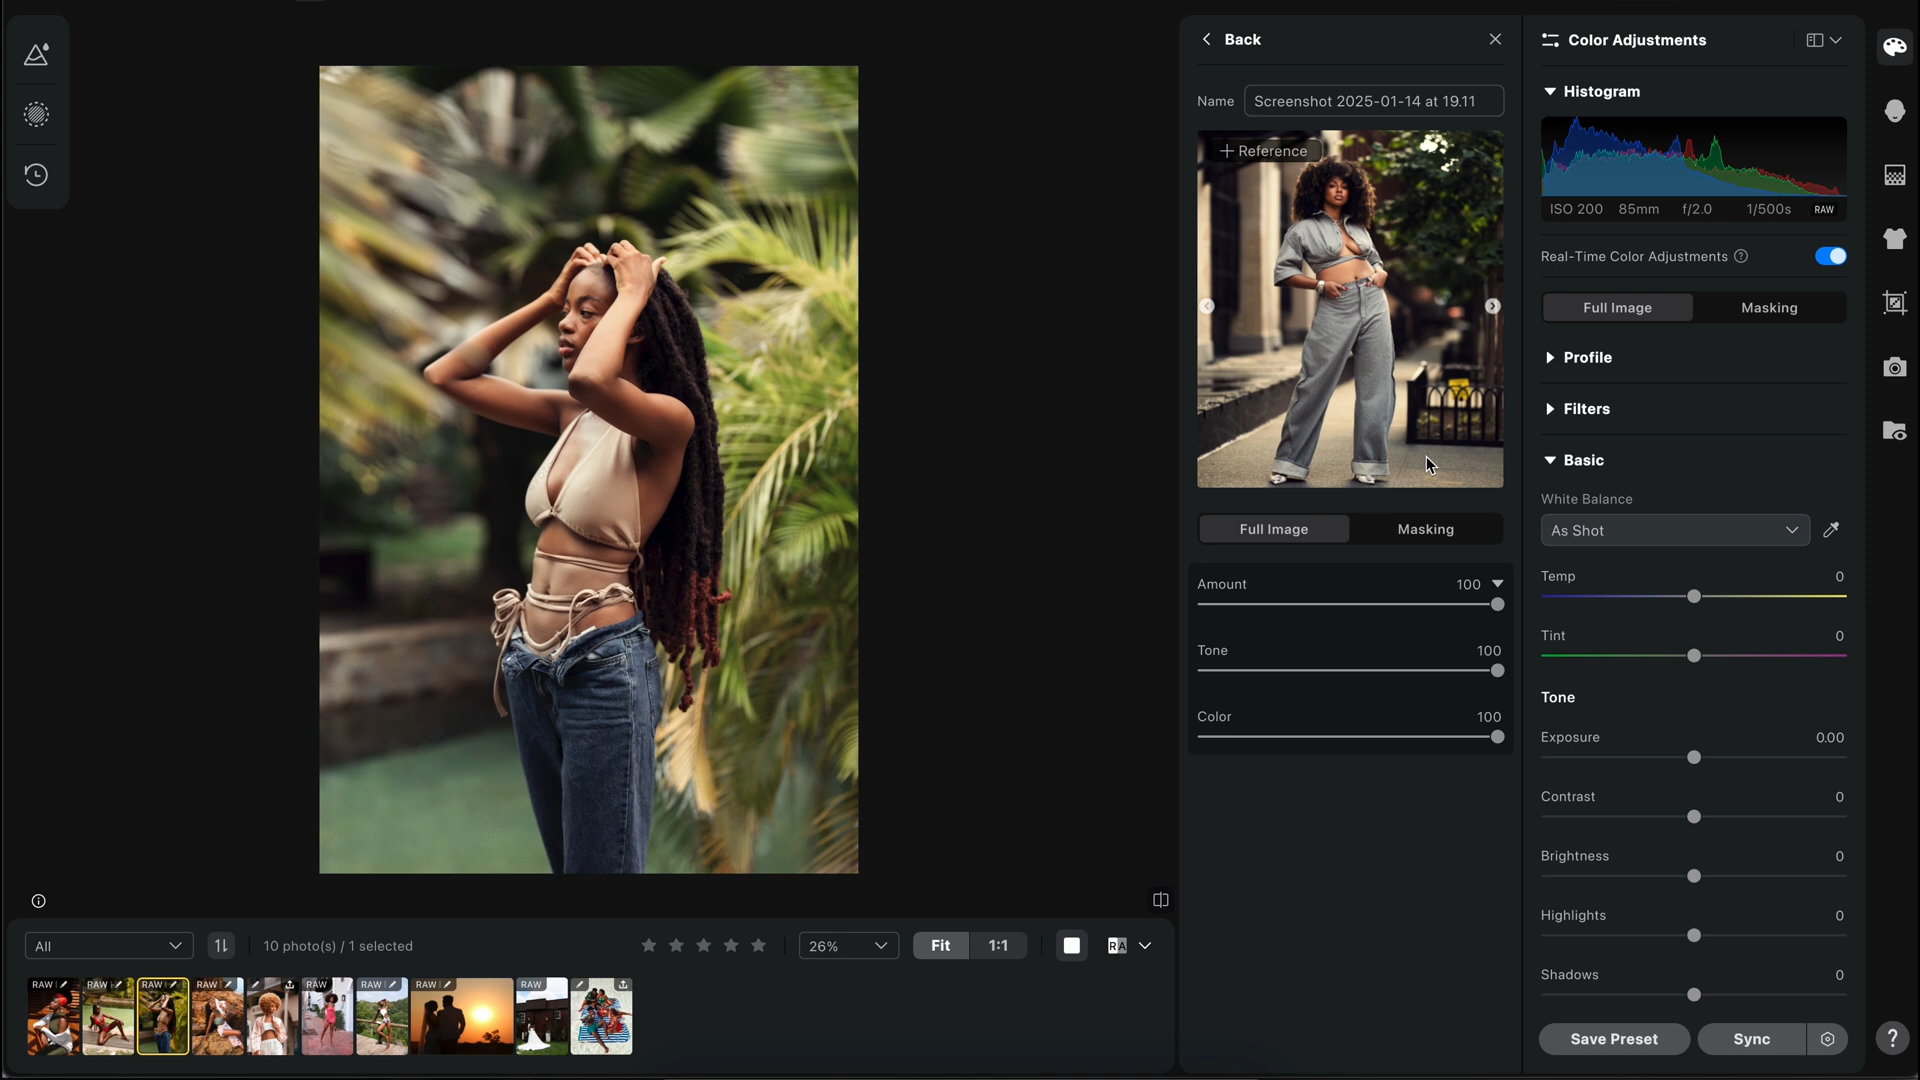 Back
Name
Screenshot 2025-01-14 at 19.11
+ Reference
Full Image
Masking
Amount
100
Tone
100
Color
100
Color Adjustments
Histogram
ISO 200 85mm f/2.0 1/500s RAW
Real-Time Color Adjustments ?
Full Image
Masking
Profile
Filters
Basic
White Balance
As Shot
Temp
0
Tint
0
Tone
Exposure
0.00
Contrast
0
Brightness
0
Highlights
0
Shadows
0
Save Preset
Sync
?
All
10 photo(s) / 1 selected
26%
Fit
1:1
RA
RAW
RAW
RAW
RAW
RAW
RAW
RAW
RAW